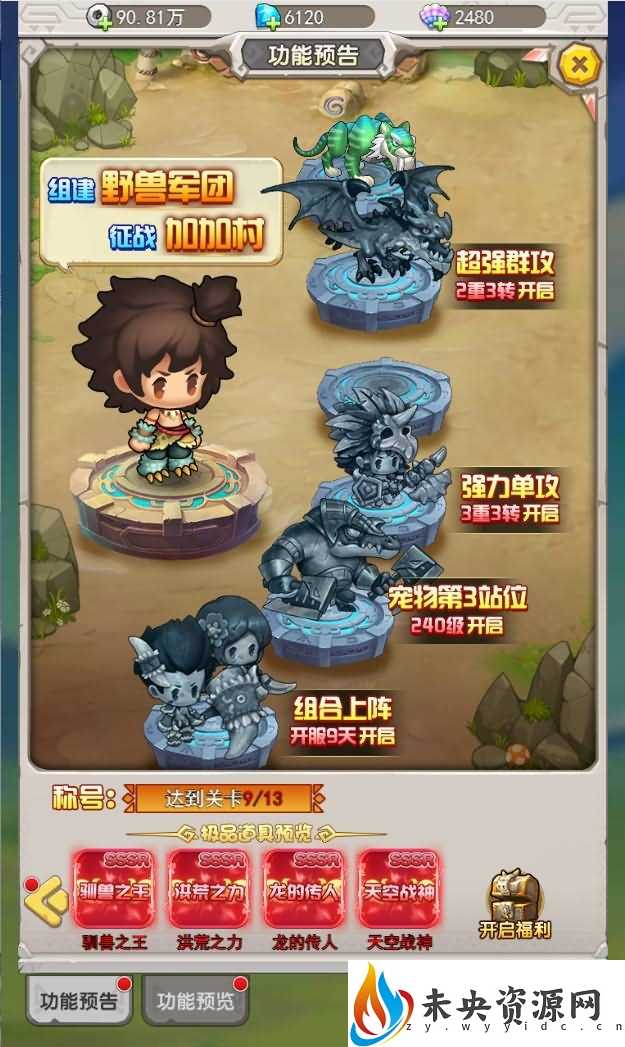 90.81万
6120
2480
功能预告
组建 野兽军团
征战 加加村
超强群攻
2重3转开启
强力单攻
3重3转开启
宠物第3站位
240级开启
组合上阵
开服9天开启
称号：
达到关卡9/13
极品道具预览
SSSR
SSSR
SSSR
SSSR
驯兽之王
洪荒之力
龙的传人
天空战神
驯兽之王
洪荒之力
龙的传人
天空战神
开启福利
功能预告
功能预览
未央资源网
zy.wyyidc.cn